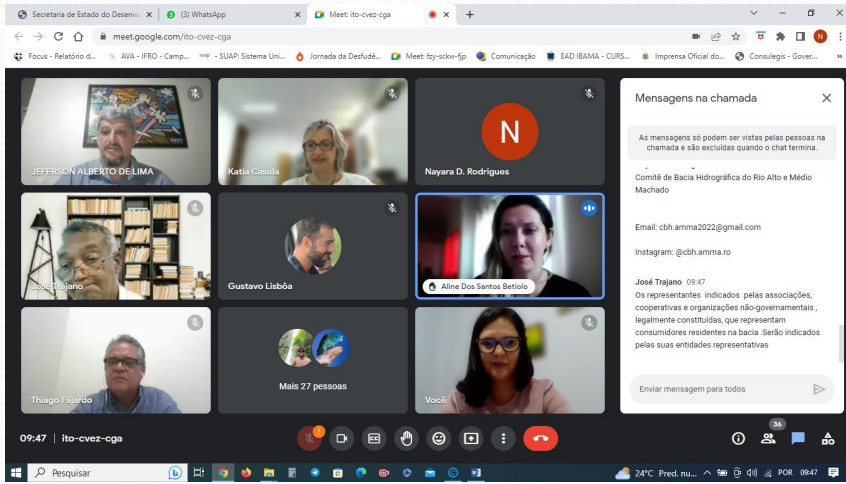 Secretaria de Estado do Desenvo
(3) WhatsApp
Meet: ito-cvez-cga
meet.google.com/ito-cvez-cga
Focus - Relatório d...
AVA - IFRO - Camp...
- SUAP: Sistema Uni...
Jornada da Desfudê...
Meet: fzy-sckw-fjp
Comunicação
EAD IBAMA - CURS...
Imprensa Oficial do...
Consulegis - Gover...
JEFERSON ALBERTO DE LIMA
Katia Casula
N
Nayara D. Rodrigues
José Trajano
Gustavo Lisbôa
Aline Dos Santos Betiolo
Thiago Fajardo
Mais 27 pessoas
Você
Mensagens na chamada
As mensagens só podem ser vistas pelas pessoas na
chamada e são excluídas quando o chat termina.
Comitê de Bacia Hidrográfica do Rio Alto e Médio
Machado
Email: cbh.amma2022@gmail.com
Instagram: @cbh.amma.ro
José Trajano 09:47
Os representantes indicados pelas associações,
cooperativas e organizações não-governamentais ,
legalmente constituídas, que representam
consumidores residentes na bacia .Serão indicados
pelas suas entidades representativas
Enviar mensagem para todos
09:47 | ito-cvez-cga
36
Pesquisar
24°C Pred. nu...
POR
09:47